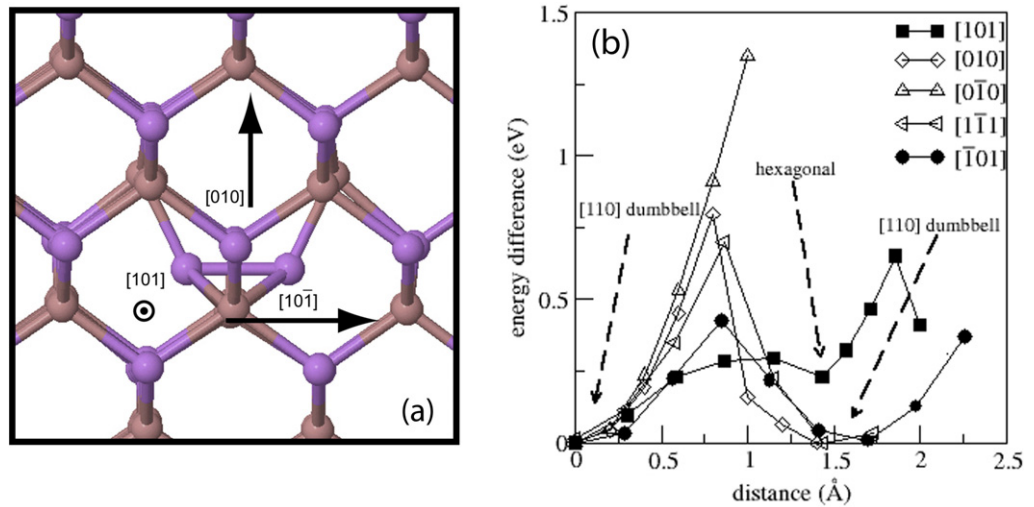 [010]
[101]
[101̄]
(a)
(b)
1.5
1
0.5
0
energy difference (eV)
0
0.5
1
1.5
2
2.5
distance (Å)
[101]
[010]
[01̄0]
[11̄1]
[1̄01]
hexagonal
[110] dumbbell
[110] dumbbell